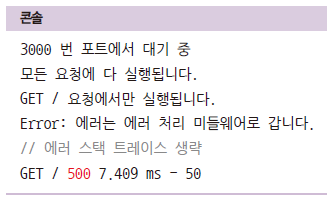 콘솔
3000 번 포트에서 대기 중
모든 요청에 다 실행됩니다.
GET / 요청에서만 실행됩니다.
Error: 에러는 에러 처리 미들웨어로 갑니다.
// 에러 스택 트레이스 생략
GET / 500 7.409 ms - 50